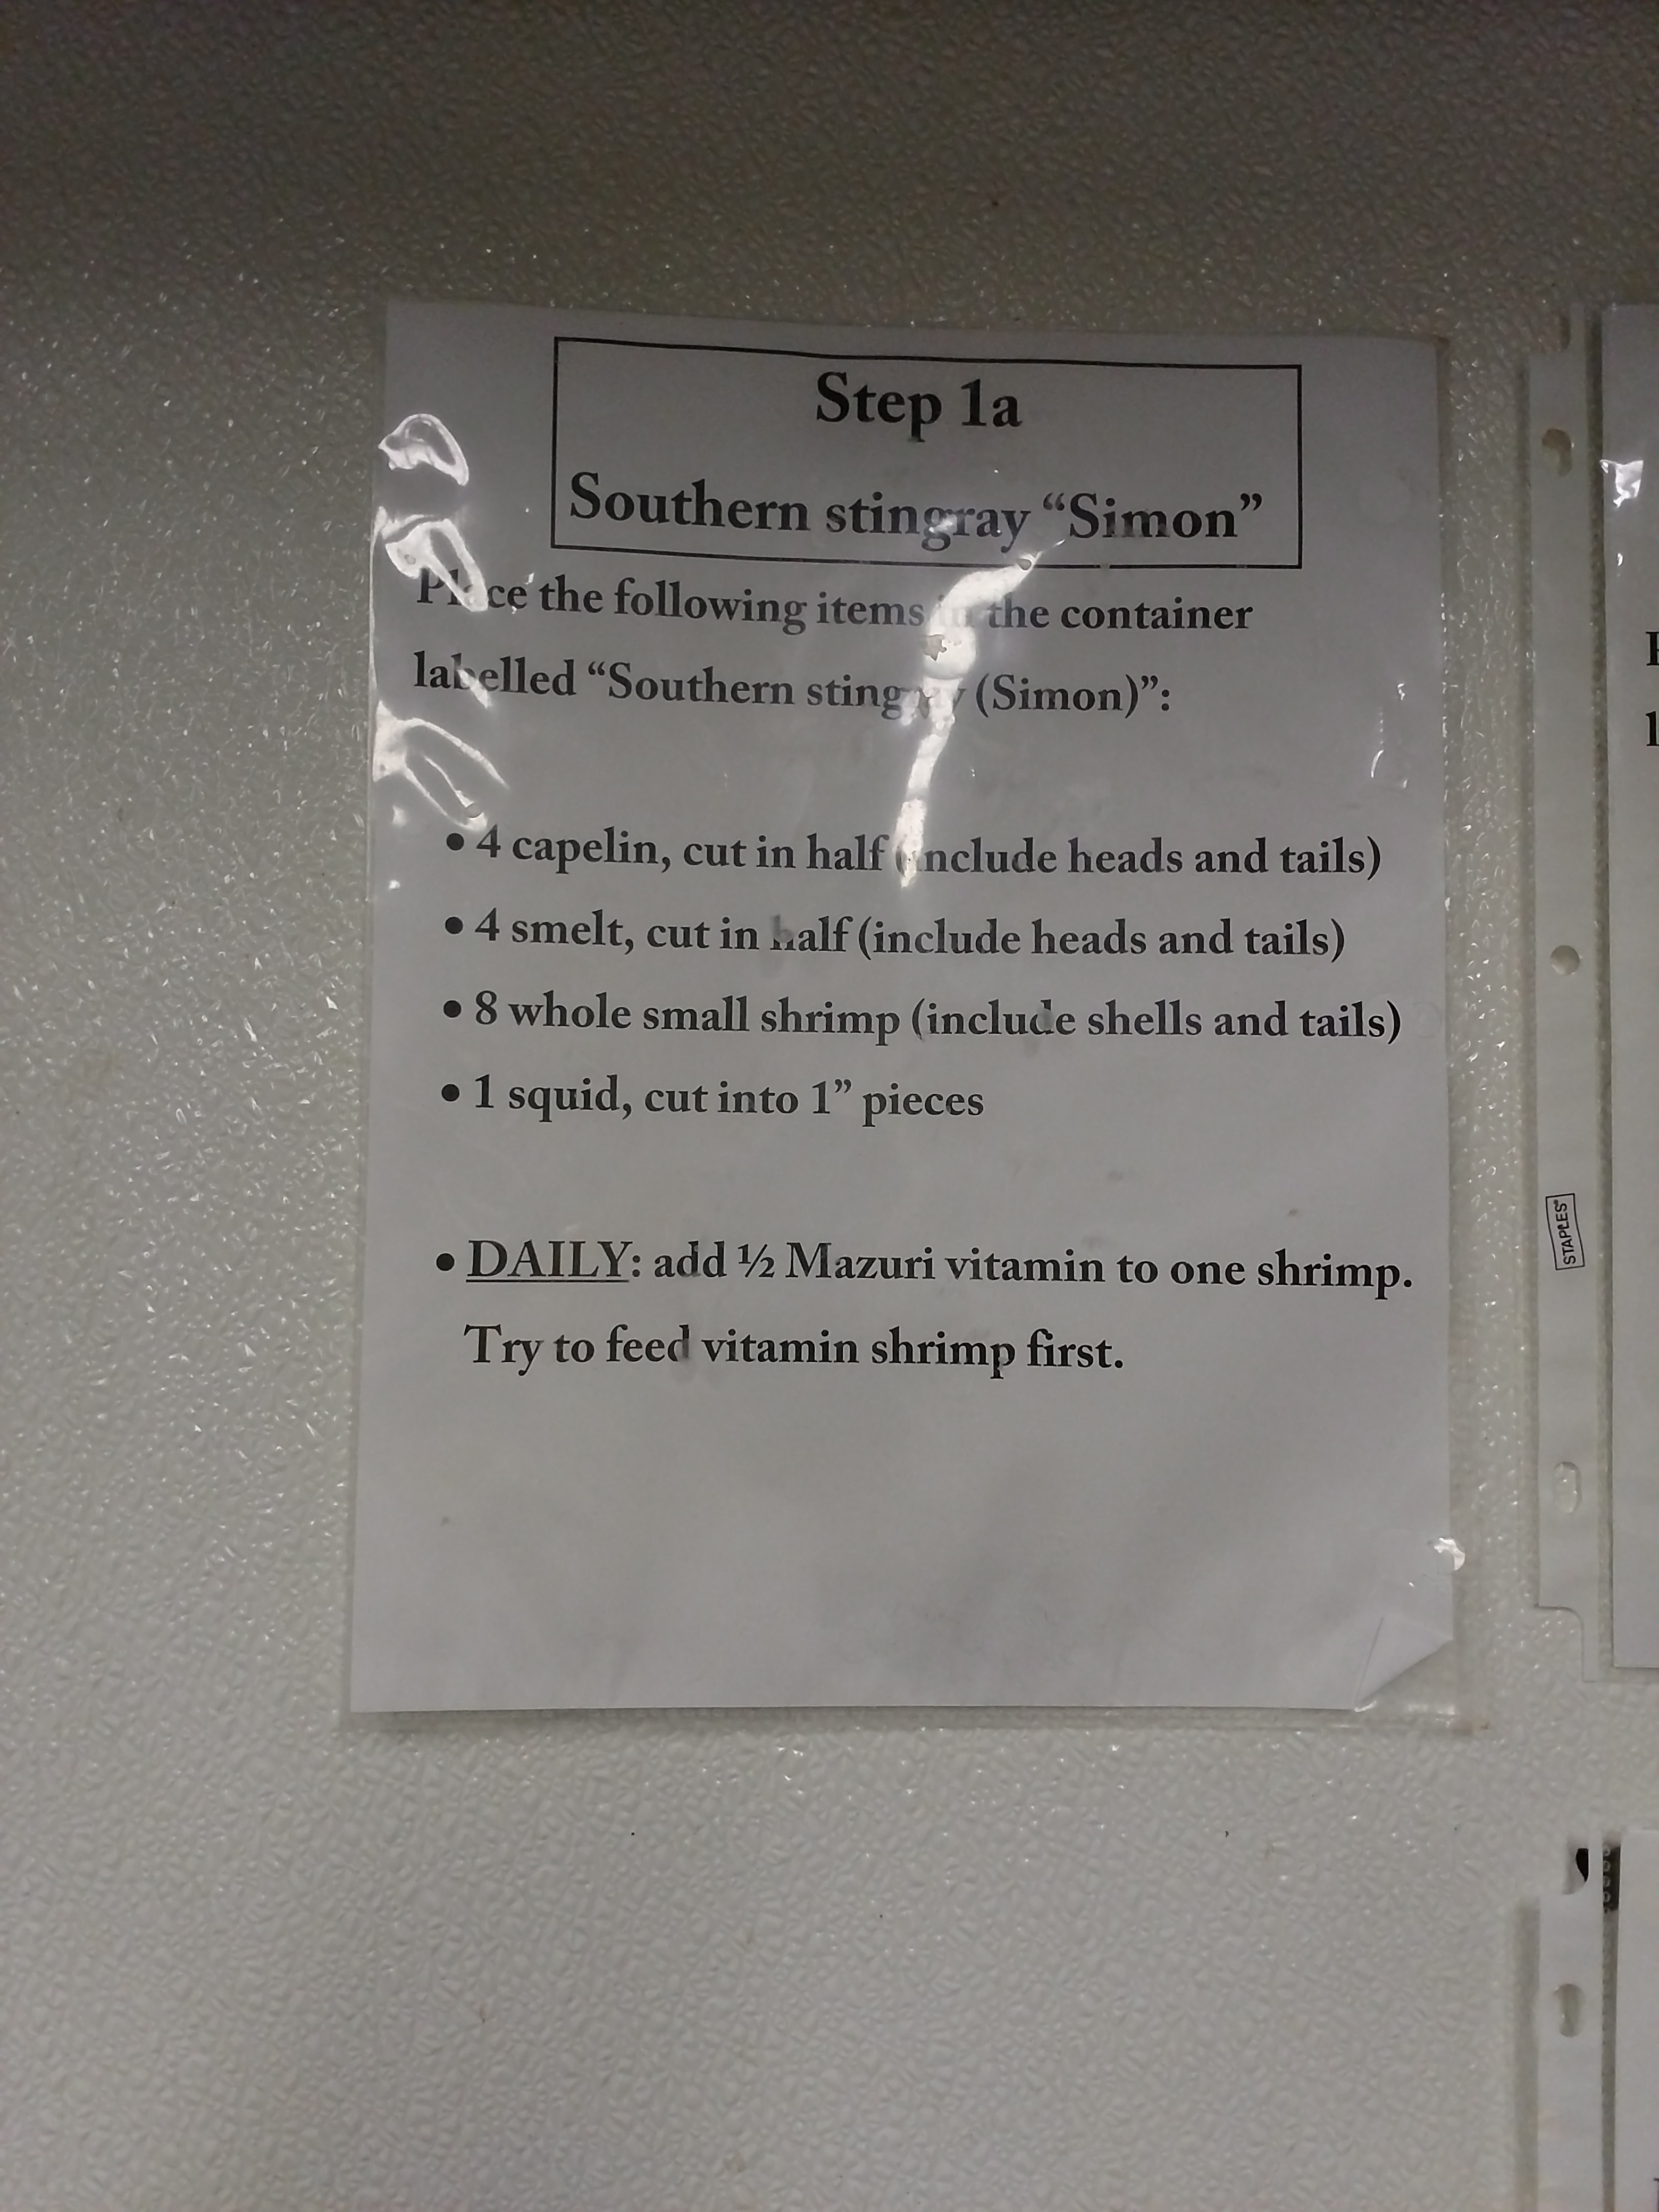 Step 1a
Southern stingray “Simon”
Place the following items in the container
labelled “Southern stingray (Simon)”:
• 4 capelin, cut in half (include heads and tails)
• 4 smelt, cut in half (include heads and tails)
• 8 whole small shrimp (include shells and tails)
• 1 squid, cut into 1” pieces
• DAILY: add ½ Mazuri vitamin to one shrimp.
Try to feed vitamin shrimp first.
STAPLES